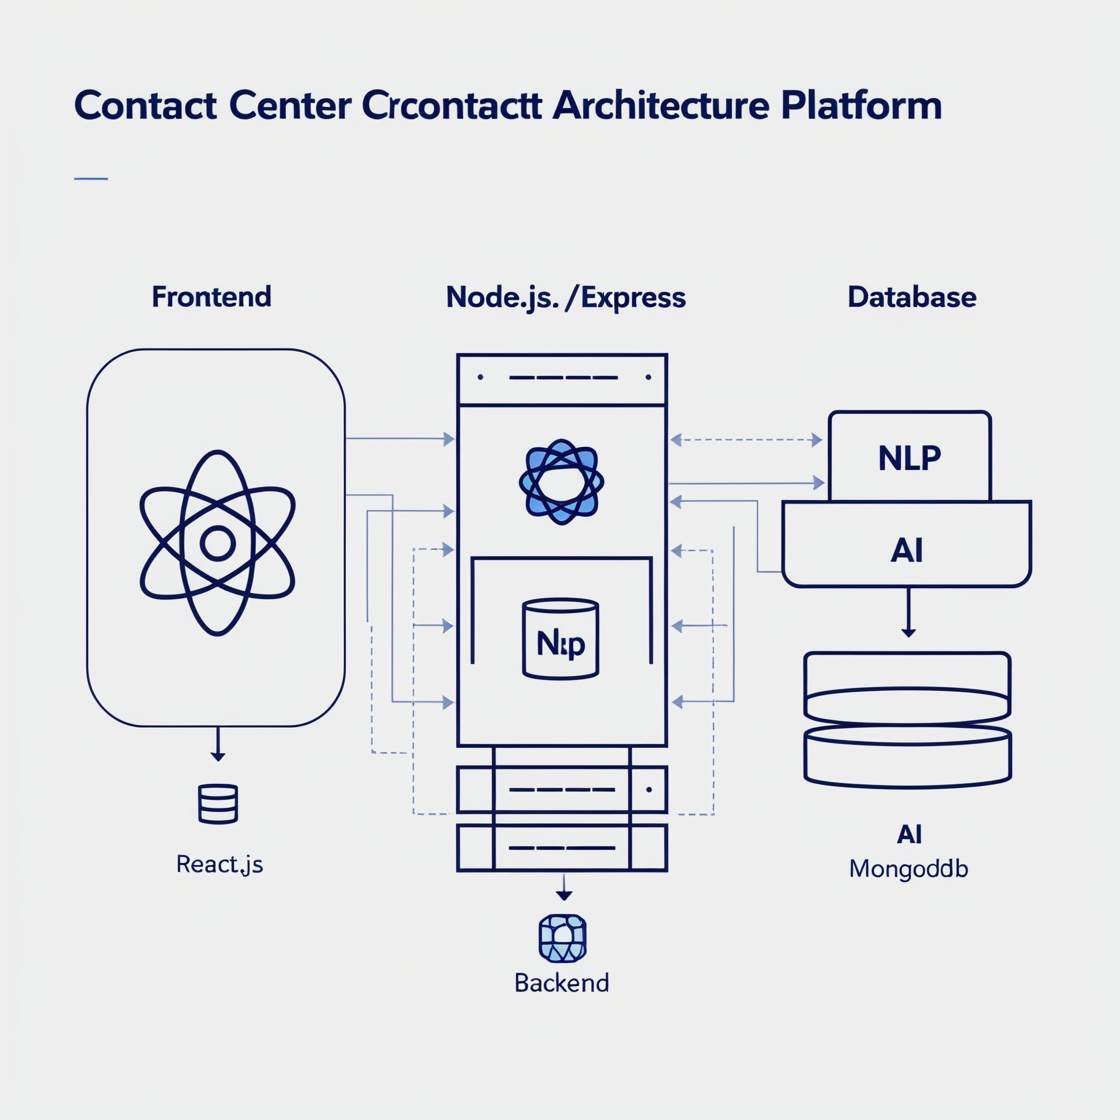 Contact Center Crcontactt Architecture Platform
Frontend
Node.js. /Express
Database
NLP
AI
React.js
Backend
AI
Mongoddb